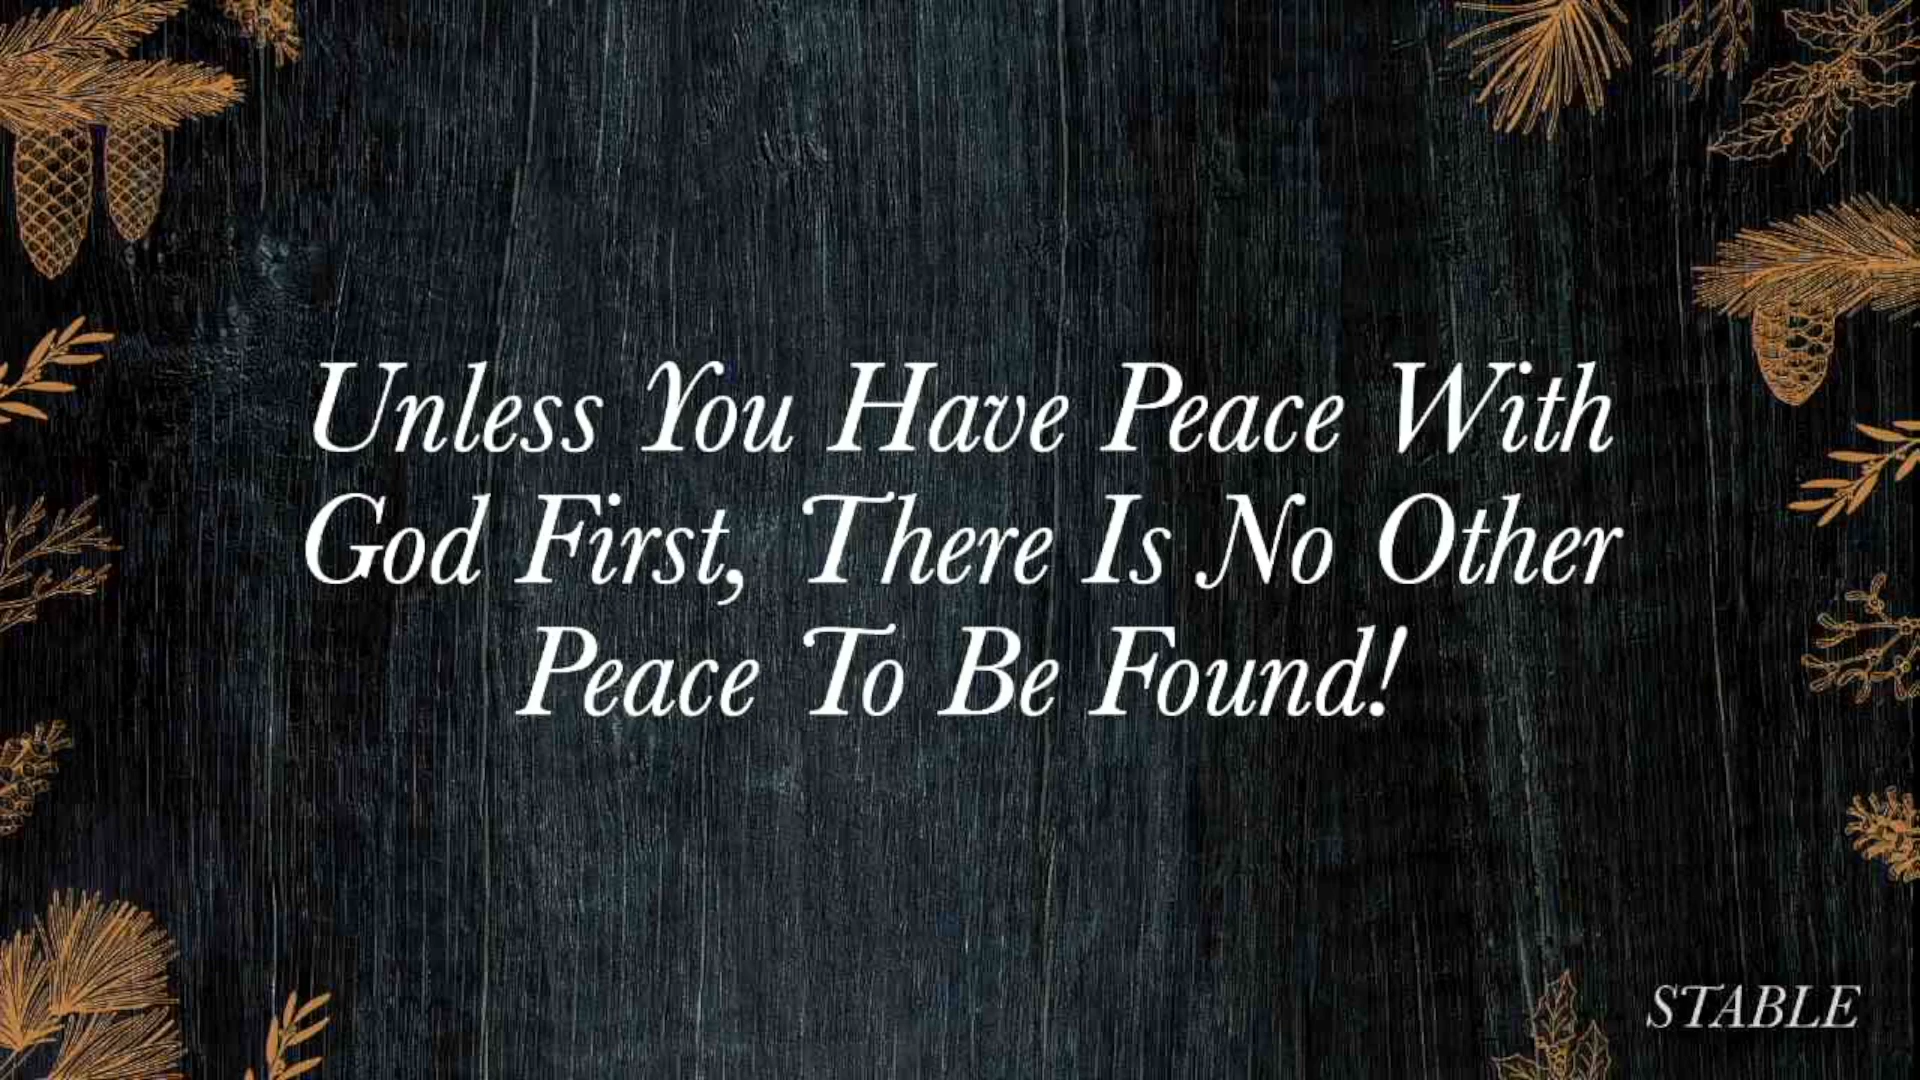 Unless You Have Peace With
God First, There Is No Other
Peace To Be Found!
STABLE